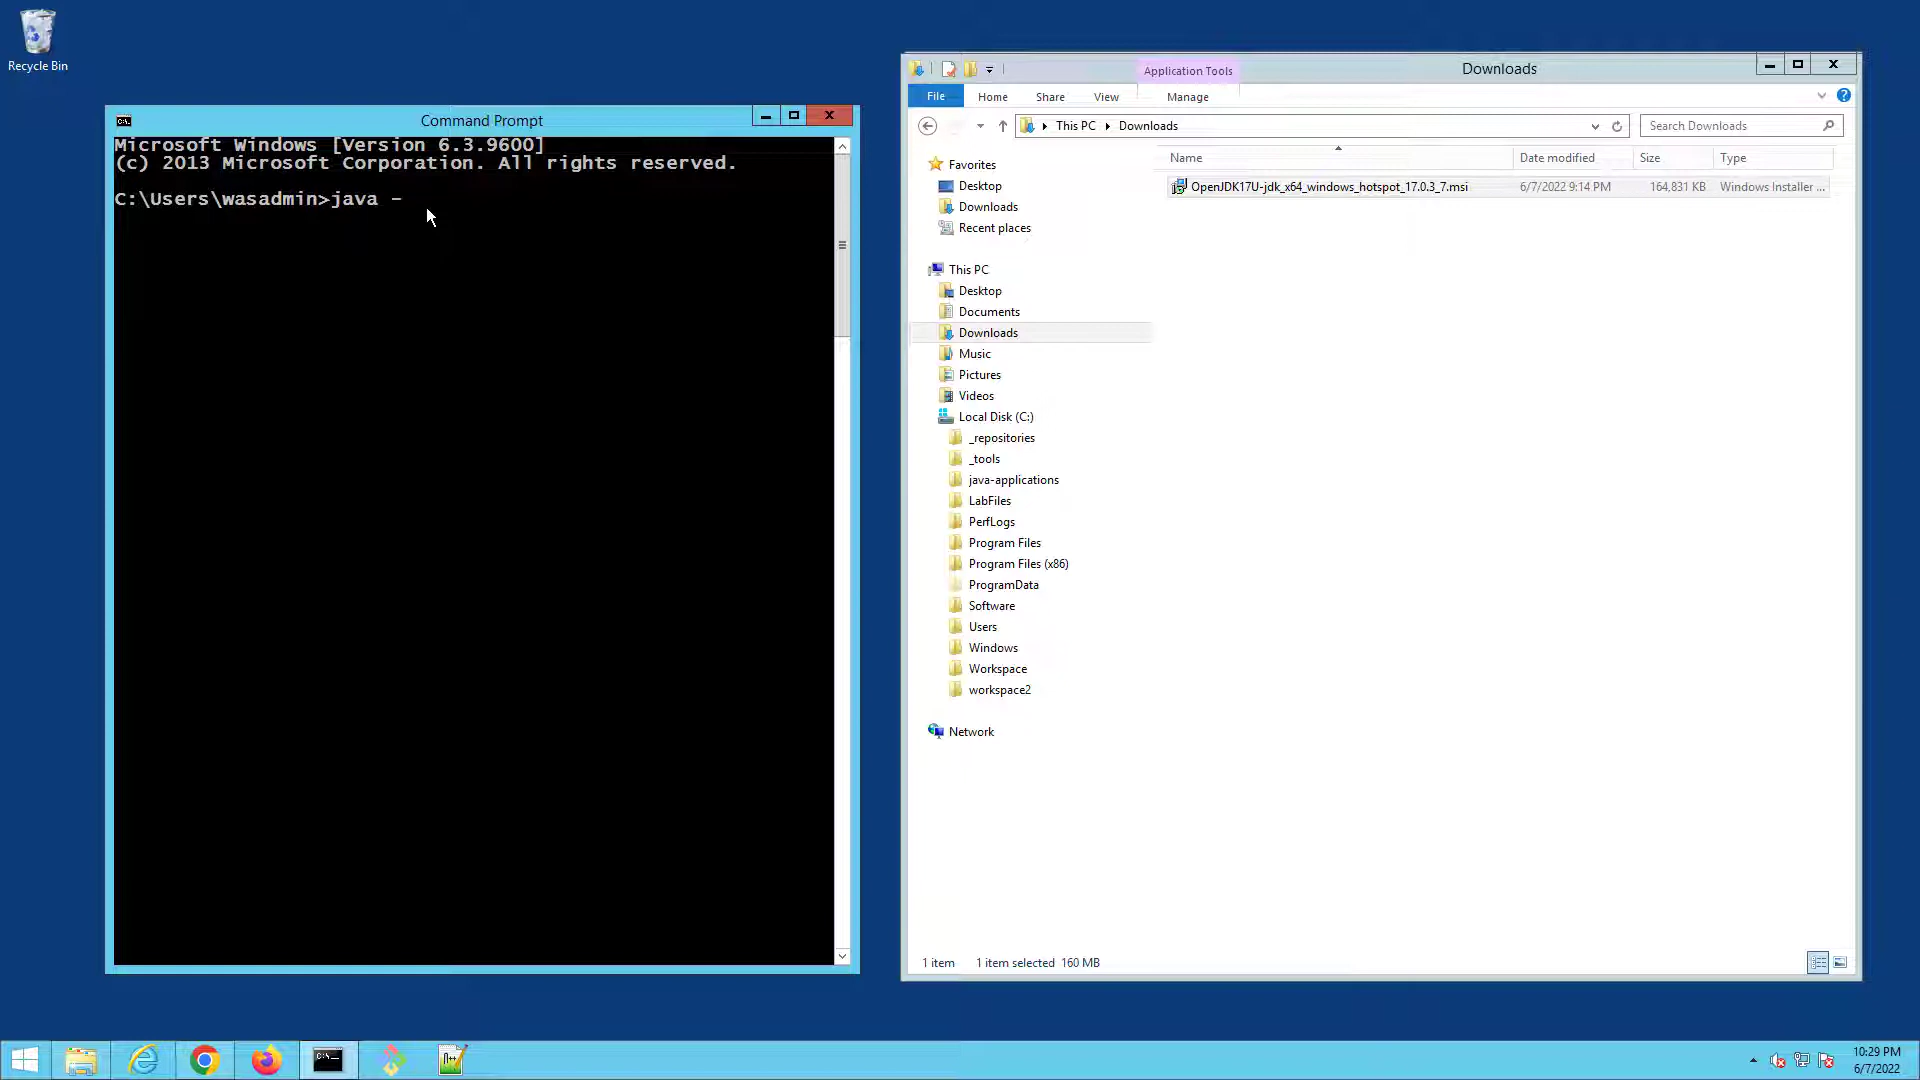 Recycle Bin
Command Prompt
Microsoft Windows [Version 6.3.9600]
(c) 2013 Microsoft Corporation. All rights reserved.
C:\Users\wasadmin>java -
Application Tools
Downloads
File
Home
Share
View
Manage
This PC
Downloads
Search Downloads
Name
Date modified
Size
Type
OpenJDK17U-jdk_x64_windows_hotspot_17.0.3_7.msi
6/7/2022 9:14 PM
164,831 KB
Windows Installer ...
Favorites
Desktop
Downloads
Recent places
This PC
Desktop
Documents
Downloads
Music
Pictures
Videos
Local Disk (C:)
_repositories
_tools
java-applications
LabFiles
PerfLogs
Program Files
Program Files (x86)
ProgramData
Software
Users
Windows
Workspace
workspace2
Network
1 item
1 item selected 160 MB
10:29 PM
6/7/2022